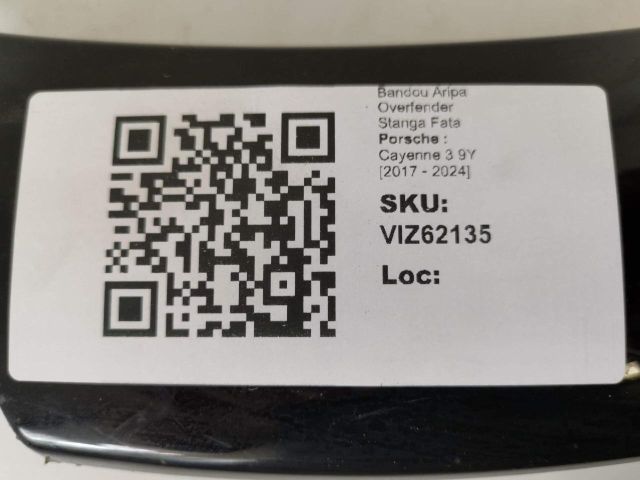 Bandou Aripa
Overfender
Stanga Fata
Porsche :
Cayenne 3 9Y
[2017 - 2024]
SKU:
VIZ62135
Loc: